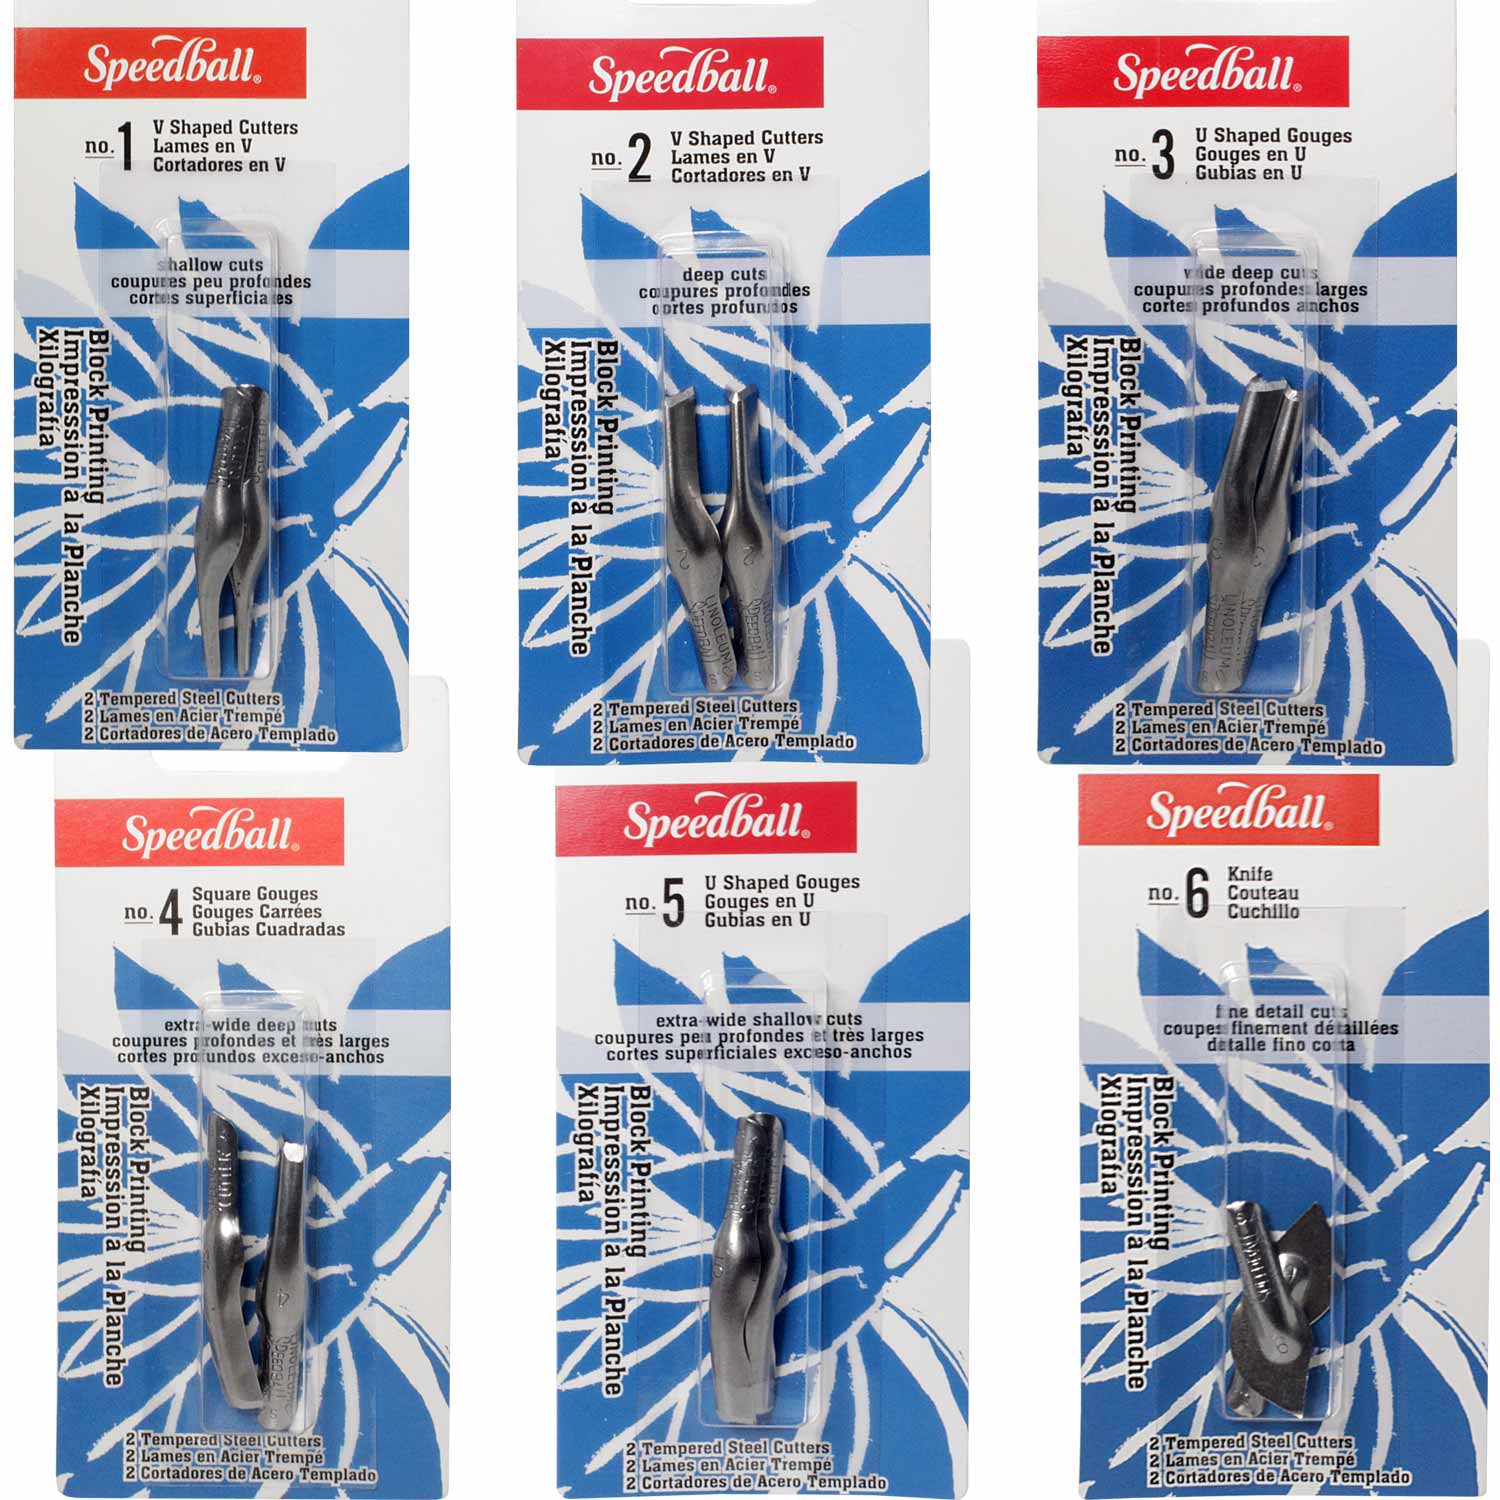 Speedball®
no. 1
V Shaped Cutters
Lames en V
Cortadores en V
shallow cuts
coupures peu profondes
cortes superficiales
Block Printing
Impresssion à la Planche
Xilografía
2 Tempered Steel Cutters
2 Lames en Acier Trempé
2 Cortadores de Acero Templado
Speedball®
no. 2
V Shaped Cutters
Lames en V
Cortadores en V
deep cuts
coupures profondes
cortes profundos
Block Printing
Impresssion à la Planche
Xilografía
2
2
LINOLEUM
SPEEDBALL
2 Tempered Steel Cutters
2 Lames en Acier Trempé
2 Cortadores de Acero Templado
Speedball®
no. 3
U Shaped Gouges
Gouges en U
Gubias en U
wide deep cuts
coupures profondes larges
cortes profundos anchos
Block Printing
Impresssion à la Planche
Xilografía
3
LINOLEUM
SPEEDBALL
2 Tempered Steel Cutters
2 Lames en Acier Trempé
2 Cortadores de Acero Templado
Speedball®
no. 4
Square Gouges
Gouges Carrées
Gubias Cuadradas
extra-wide deep cuts
coupures profondes et très larges
cortes profundos exceso-anchos
Block Printing
Impresssion à la Planche
Xilografía
4
LINOLEUM
SPEEDBALL
2 Tempered Steel Cutters
2 Lames en Acier Trempé
2 Cortadores de Acero Templado
Speedball®
no. 5
U Shaped Gouges
Gouges en U
Gubias en U
extra-wide shallow cuts
coupures peu profondes et très larges
cortes superficiales exceso-anchos
Block Printing
Impresssion à la Planche
Xilografía
5
2 Tempered Steel Cutters
2 Lames en Acier Trempé
2 Cortadores de Acero Templado
Speedball®
no. 6
Knife
Couteau
Cuchillo
fine detail cuts
coupes finement détaillées
detalle fino corta
Block Printing
Impresssion à la Planche
Xilografía
6
2 Tempered Steel Cutters
2 Lames en Acier Trempé
2 Cortadores de Acero Templado